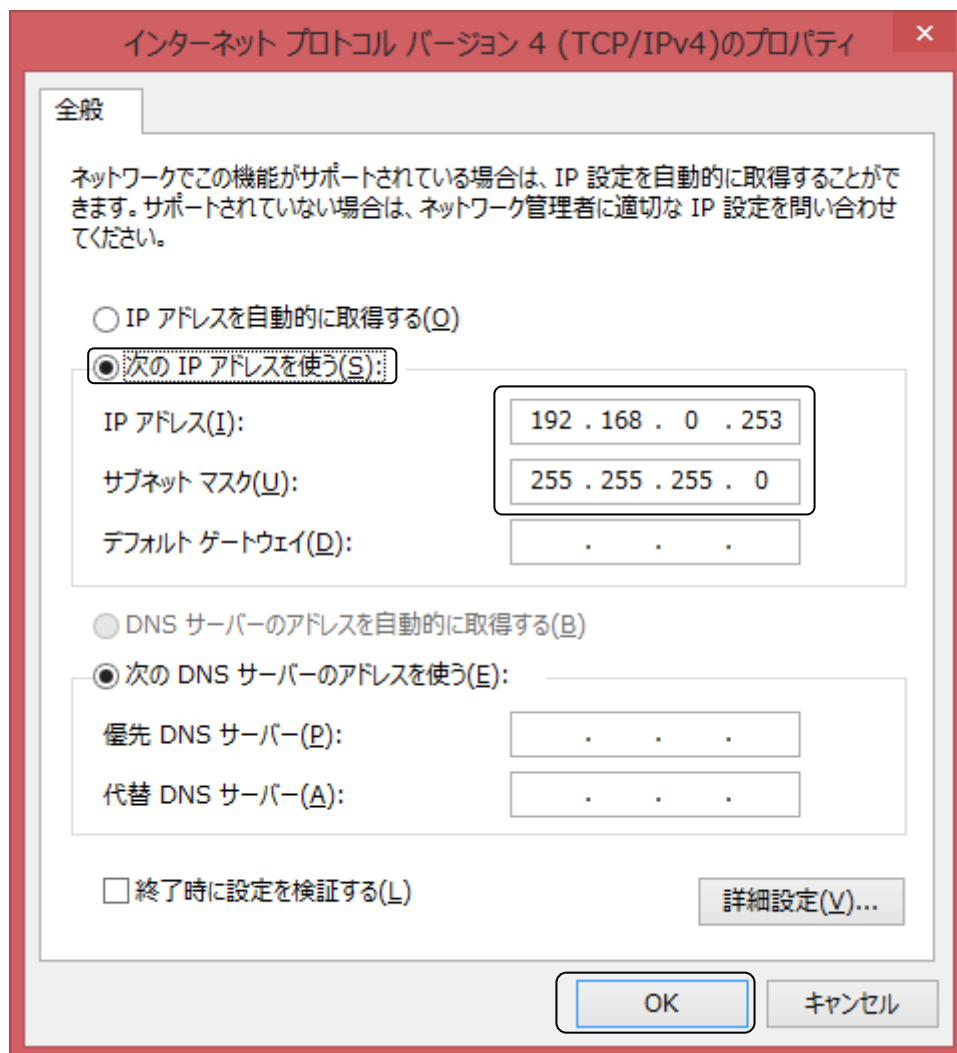 インターネット プロトコル バージョン 4 (TCP/IPv4)のプロパティ
×
全般
ネットワークでこの機能がサポートされている場合は、IP 設定を自動的に取得することがで
きます。サポートされていない場合は、ネットワーク管理者に適切な IP 設定を問い合わせ
てください。
IP アドレスを自動的に取得する(O)
次の IP アドレスを使う(S):
IP アドレス(I): 192 . 168 . 0 . 253
サブネット マスク(U): 255 . 255 . 255 . 0
デフォルト ゲートウェイ(D): . . .
DNS サーバーのアドレスを自動的に取得する(B)
次の DNS サーバーのアドレスを使う(E):
優先 DNS サーバー(P): . . .
代替 DNS サーバー(A): . . .
終了時に設定を検証する(L)
詳細設定(V)...
OK キャンセル